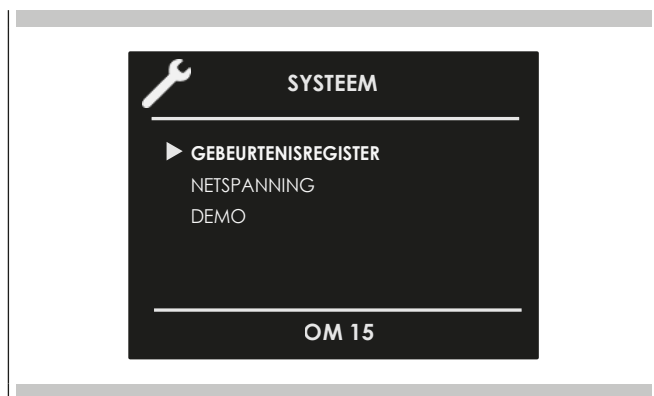 SYSTEEM
GEBEURTENISREGISTER
NETSPANNING
DEMO
OM 15